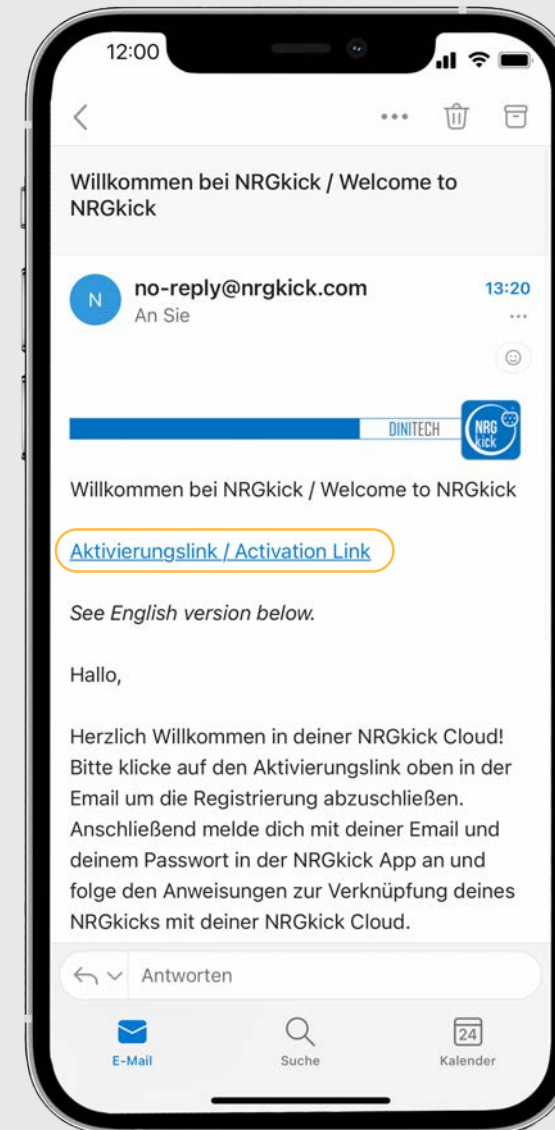 12:00
Willkommen bei NRGkick / Welcome to
NRGkick
N
no-reply@nrgkick.com
13:20
An Sie
DINITECH
NRG
kick
Willkommen bei NRGkick / Welcome to NRGkick
Aktivierungslink / Activation Link
See English version below.
Hallo,
Herzlich Willkommen in deiner NRGkick Cloud!
Bitte klicke auf den Aktivierungslink oben in der
Email um die Registrierung abzuschließen.
Anschließend melde dich mit deiner Email und
deinem Passwort in der NRGkick App an und
folge den Anweisungen zur Verknüpfung deines
NRGkicks mit deiner NRGkick Cloud.
Antworten
24
E-Mail
Suche
Kalender